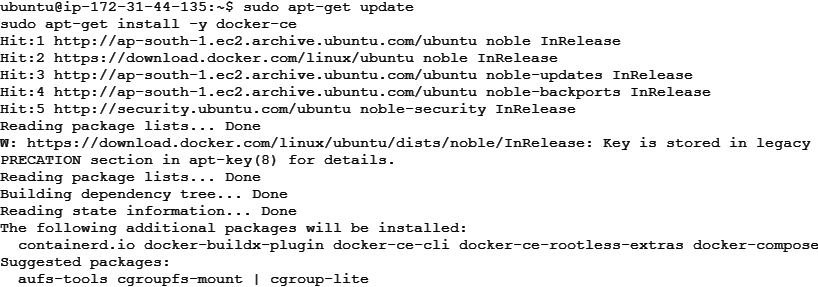 ubuntu@ip-172-31-44-135:~$ sudo apt-get update
sudo apt-get install -y docker-ce
Hit:1 http://ap-south-1.ec2.archive.ubuntu.com/ubuntu noble InRelease
Hit:2 https://download.docker.com/linux/ubuntu noble InRelease
Hit:3 http://ap-south-1.ec2.archive.ubuntu.com/ubuntu noble-updates InRelease
Hit:4 http://ap-south-1.ec2.archive.ubuntu.com/ubuntu noble-backports InRelease
Hit:5 http://security.ubuntu.com/ubuntu noble-security InRelease
Reading package lists... Done
W: https://download.docker.com/linux/ubuntu/dists/noble/InRelease: Key is stored in legacy
PRECATION section in apt-key(8) for details.
Reading package lists... Done
Building dependency tree... Done
Reading state information... Done
The following additional packages will be installed:
  containerd.io docker-buildx-plugin docker-ce-cli docker-ce-rootless-extras docker-compose
Suggested packages:
  aufs-tools cgroupfs-mount | cgroup-lite